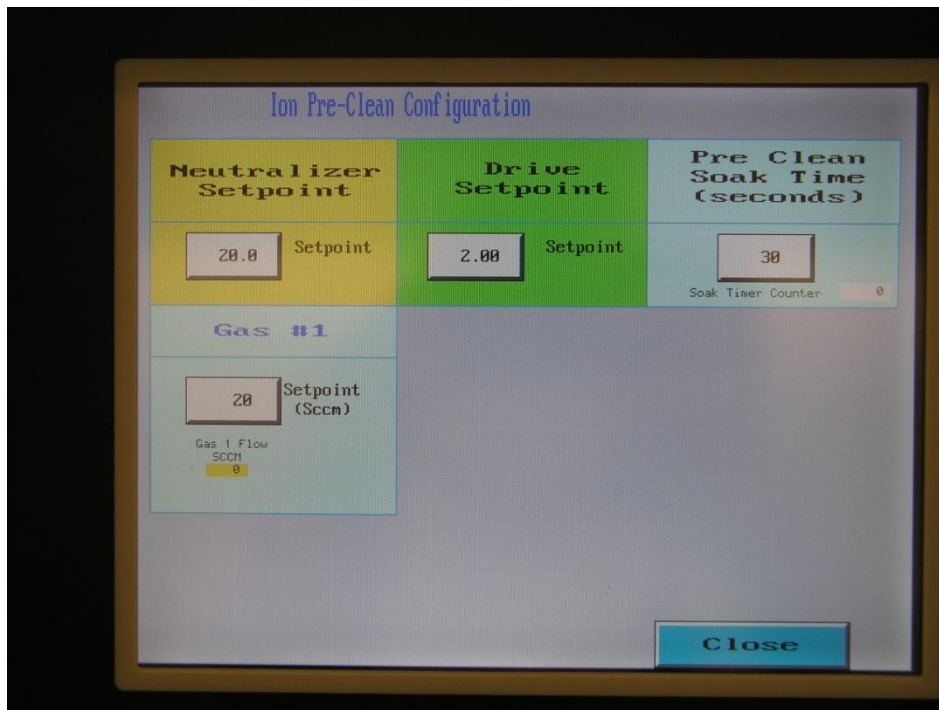 Ion Pre-Clean Configuration
Neutralizer
Setpoint
20.0 Setpoint
Drive
Setpoint
2.00 Setpoint
Pre Clean
Soak Time
(seconds)
30
Soak Timer Counter 0
Gas #1
20 Setpoint
(Sccm)
Gas 1 Flow
SCCM
0
Close